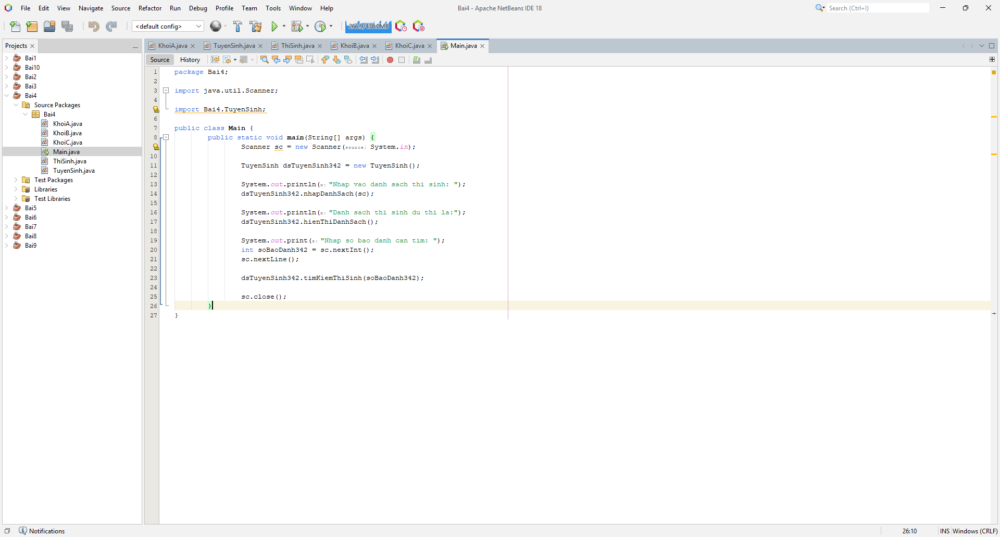 File Edit View Navigate Source Refactor Run Debug Profile Team Tools Window Help
Bai4 - Apache NetBeans IDE 18
Search (Ctrl+I)
<default config>
266.9/438.0MB
Projects
Bai1
Bai10
Bai2
Bai3
Bai4
Source Packages
Bai4
KhoiA.java
KhoiB.java
KhoiC.java
Main.java
ThiSinh.java
TuyenSinh.java
Test Packages
Libraries
Test Libraries
Bai5
Bai6
Bai7
Bai8
Bai9
KhoiA.java TuyenSinh.java ThiSinh.java KhoiB.java KhoiC.java Main.java
Source History
1 package Bai4;
2
3 import java.util.Scanner;
4
import Bai4.TuyenSinh;
6
7 public class Main {
8 public static void main(String[] args) {
Scanner sc = new Scanner(source: System.in);
10
11 TuyenSinh dsTuyenSinh342 = new TuyenSinh();
12
13 System.out.println(x: "Nhap vao danh sach thi sinh: ");
14 dsTuyenSinh342.nhapDanhSach(sc);
15
16 System.out.println(x: "Danh sach thi sinh du thi la:");
17 dsTuyenSinh342.hienThiDanhSach();
18
19 System.out.print(s: "Nhap so bao danh can tim: ");
20 int soBaoDanh342 = sc.nextInt();
21 sc.nextLine();
22
23 dsTuyenSinh342.timKiemThiSinh(soBaoDanh342);
24
25 sc.close();
26 }
27 }
Notifications
26:10
INS
Windows (CRLF)